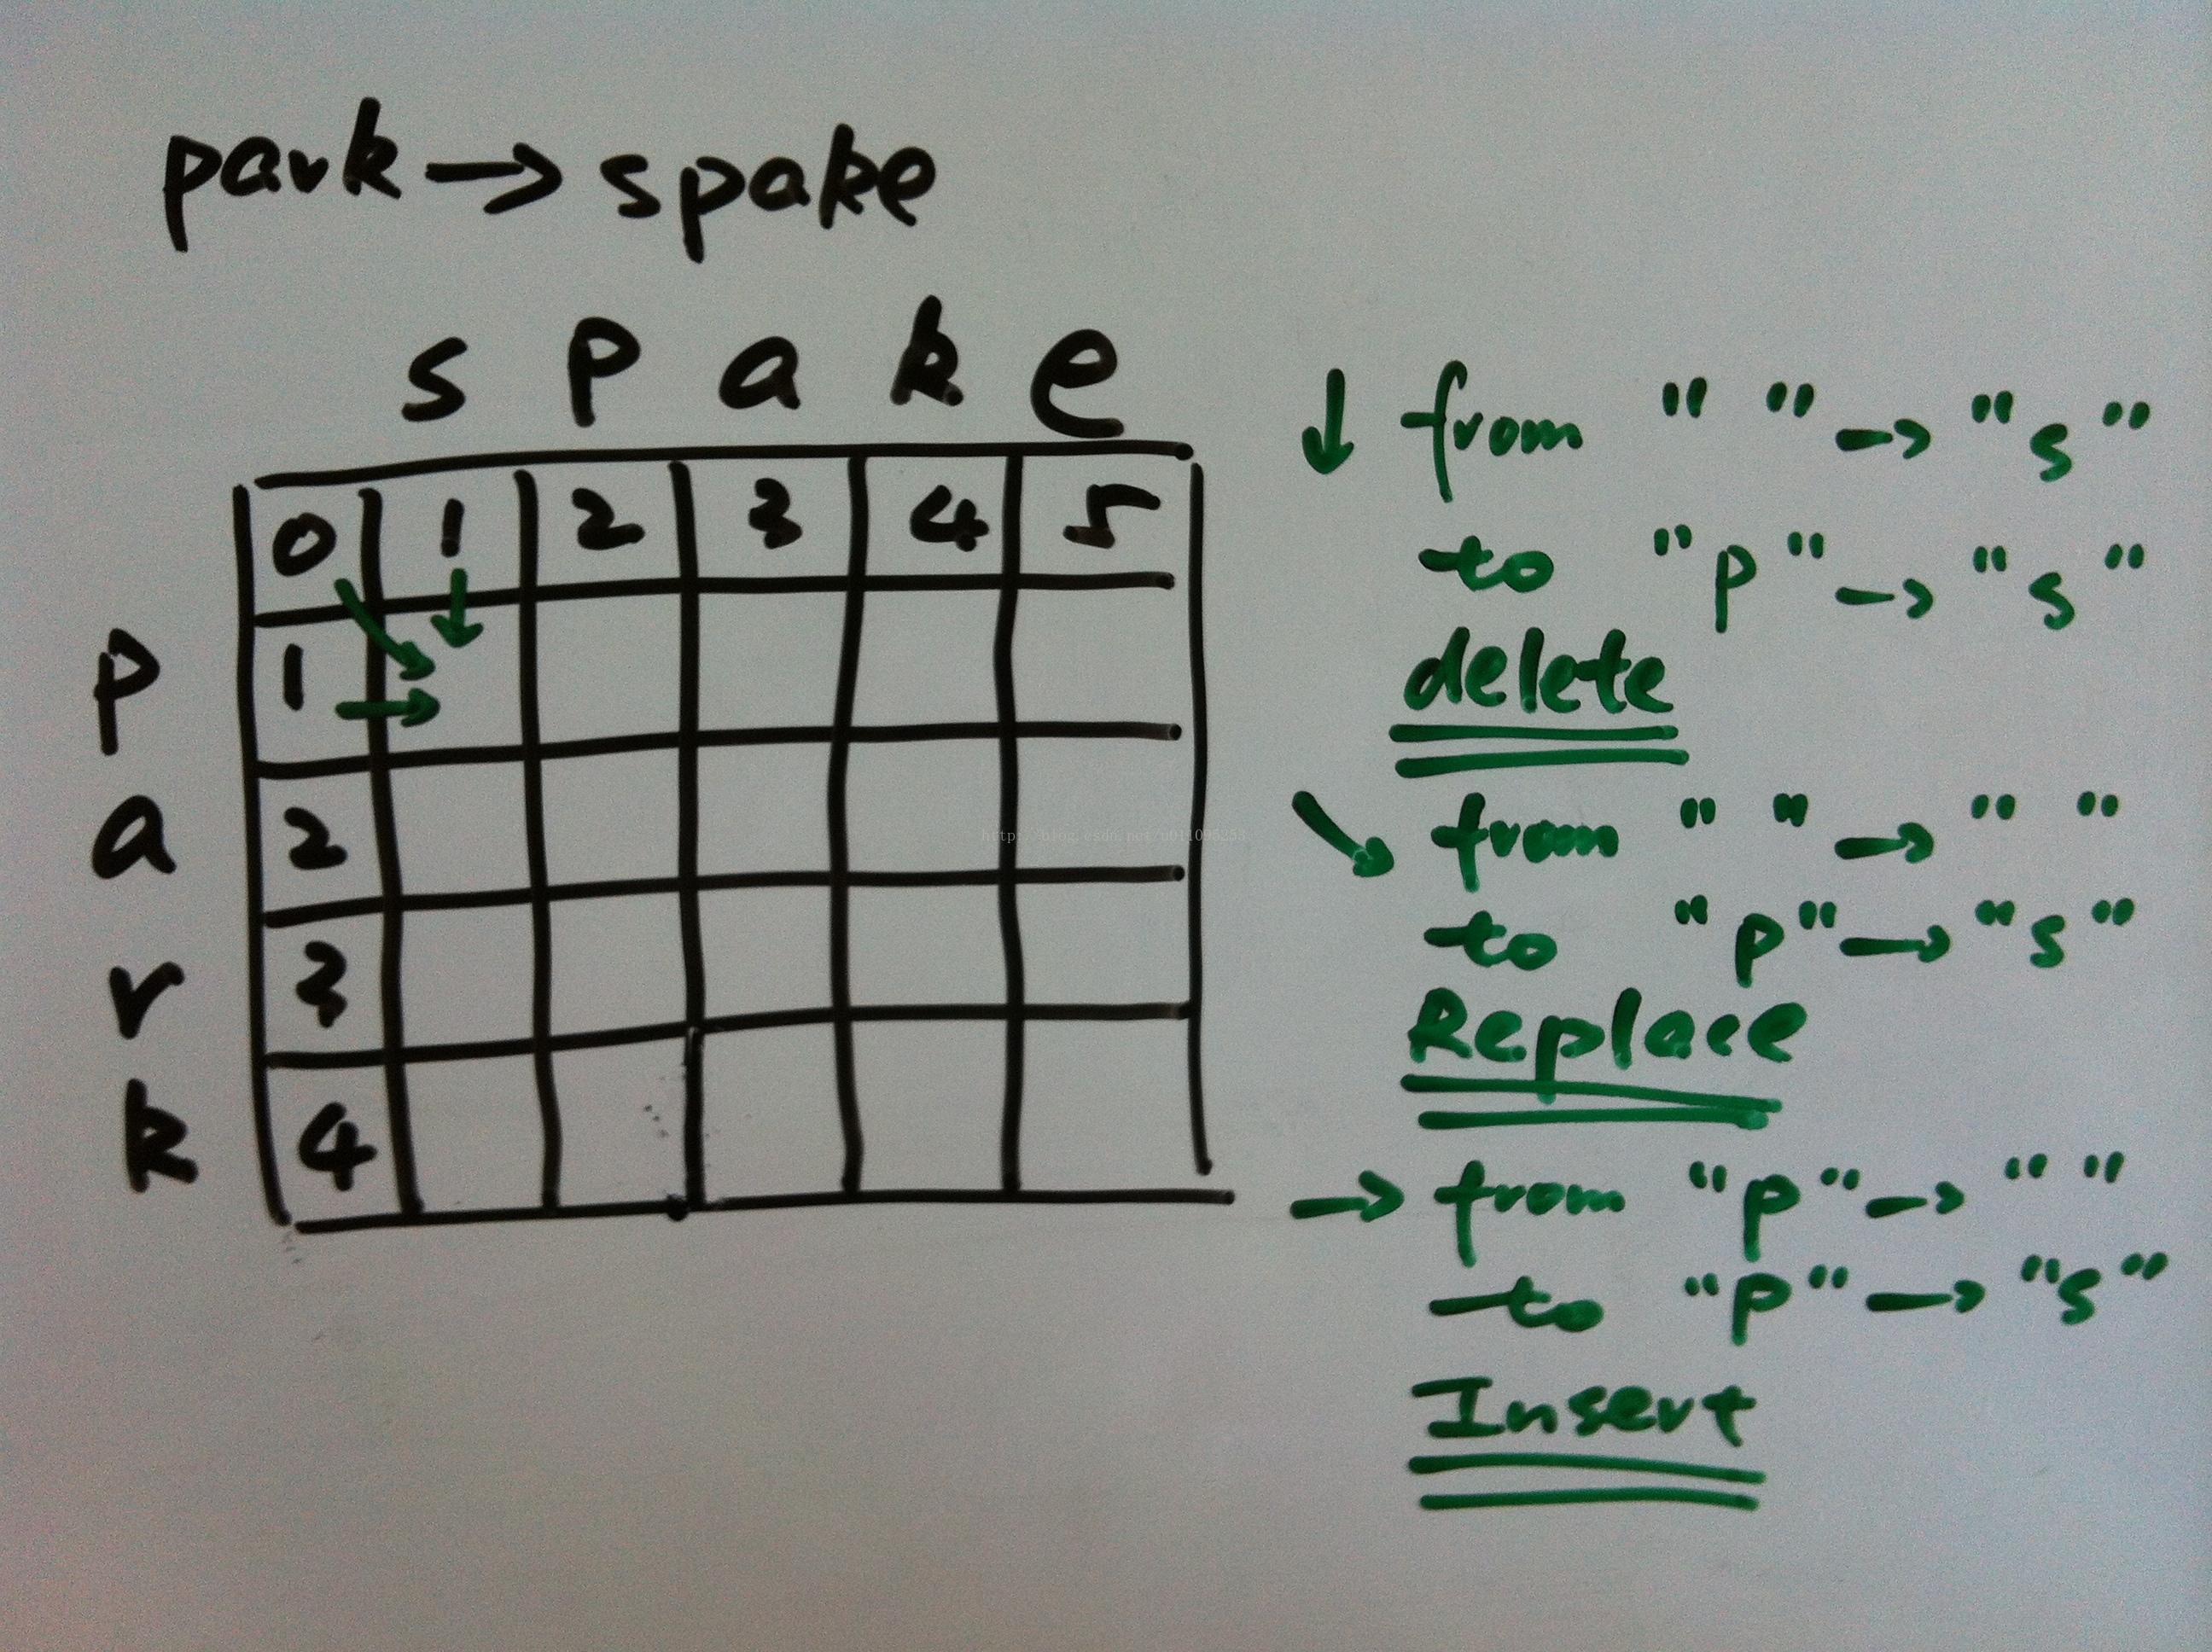 park → spake
s p a k e
0 1 2 3 4 5
p 1
a 2
r 3
k 4
↓ from " " → "s"
to "p" → "s"
delete
↘ from " " → " "
to "p" → "s"
Replace
→ from "p" → " "
to "p" → "s"
Insert